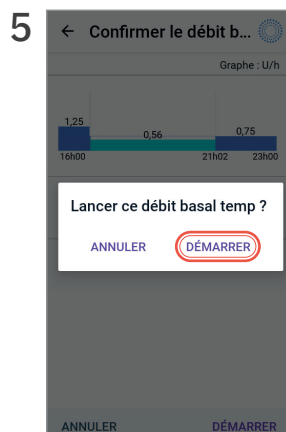 5
← Confirmer le débit b...
Graphe : U/h
1,25
0,56
0,75
16h00
21h02
23h00
Lancer ce débit basal temp ?
ANNULER
DÉMARRER
ANNULER
DÉMARRER